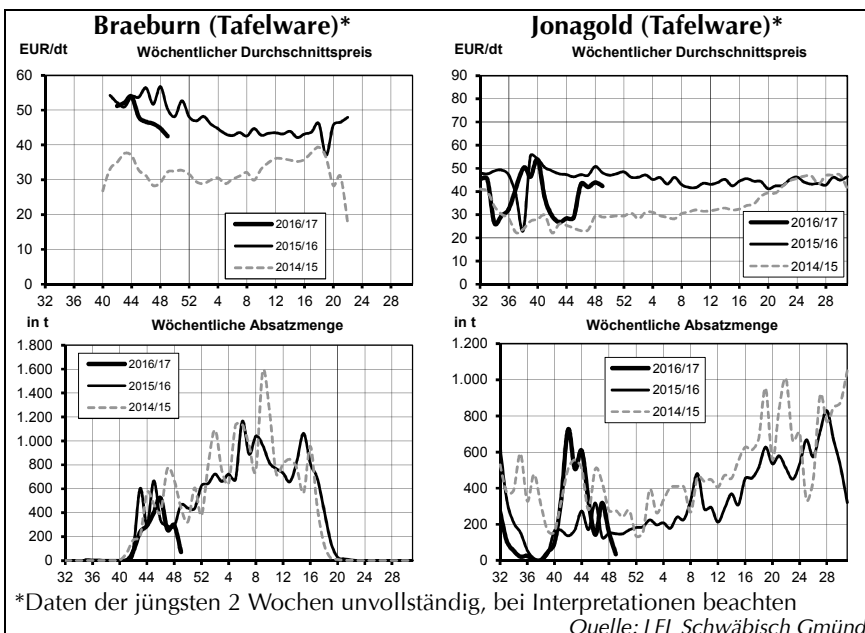 Braeburn (Tafelware)*
EUR/dt
Wöchentlicher Durchschnittspreis
60
50
40
30
20
10
0
2016/17
2015/16
2014/15
32 36 40 44 48 52 4 8 12 16 20 24 28
in t
Wöchentliche Absatzmenge
1.800
1.600
1.400
1.200
1.000
800
600
400
200
0
2016/17
2015/16
2014/15
32 36 40 44 48 52 4 8 12 16 20 24 28
Jonagold (Tafelware)*
EUR/dt
Wöchentlicher Durchschnittspreis
90
80
70
60
50
40
30
20
10
0
2016/17
2015/16
2014/15
32 36 40 44 48 52 4 8 12 16 20 24 28
in t
Wöchentliche Absatzmenge
1.200
1.000
800
600
400
200
0
2016/17
2015/16
2014/15
32 36 40 44 48 52 4 8 12 16 20 24 28
*Daten der jüngsten 2 Wochen unvollständig, bei Interpretationen beachten
Quelle: LEL Schwäbisch Gmünd